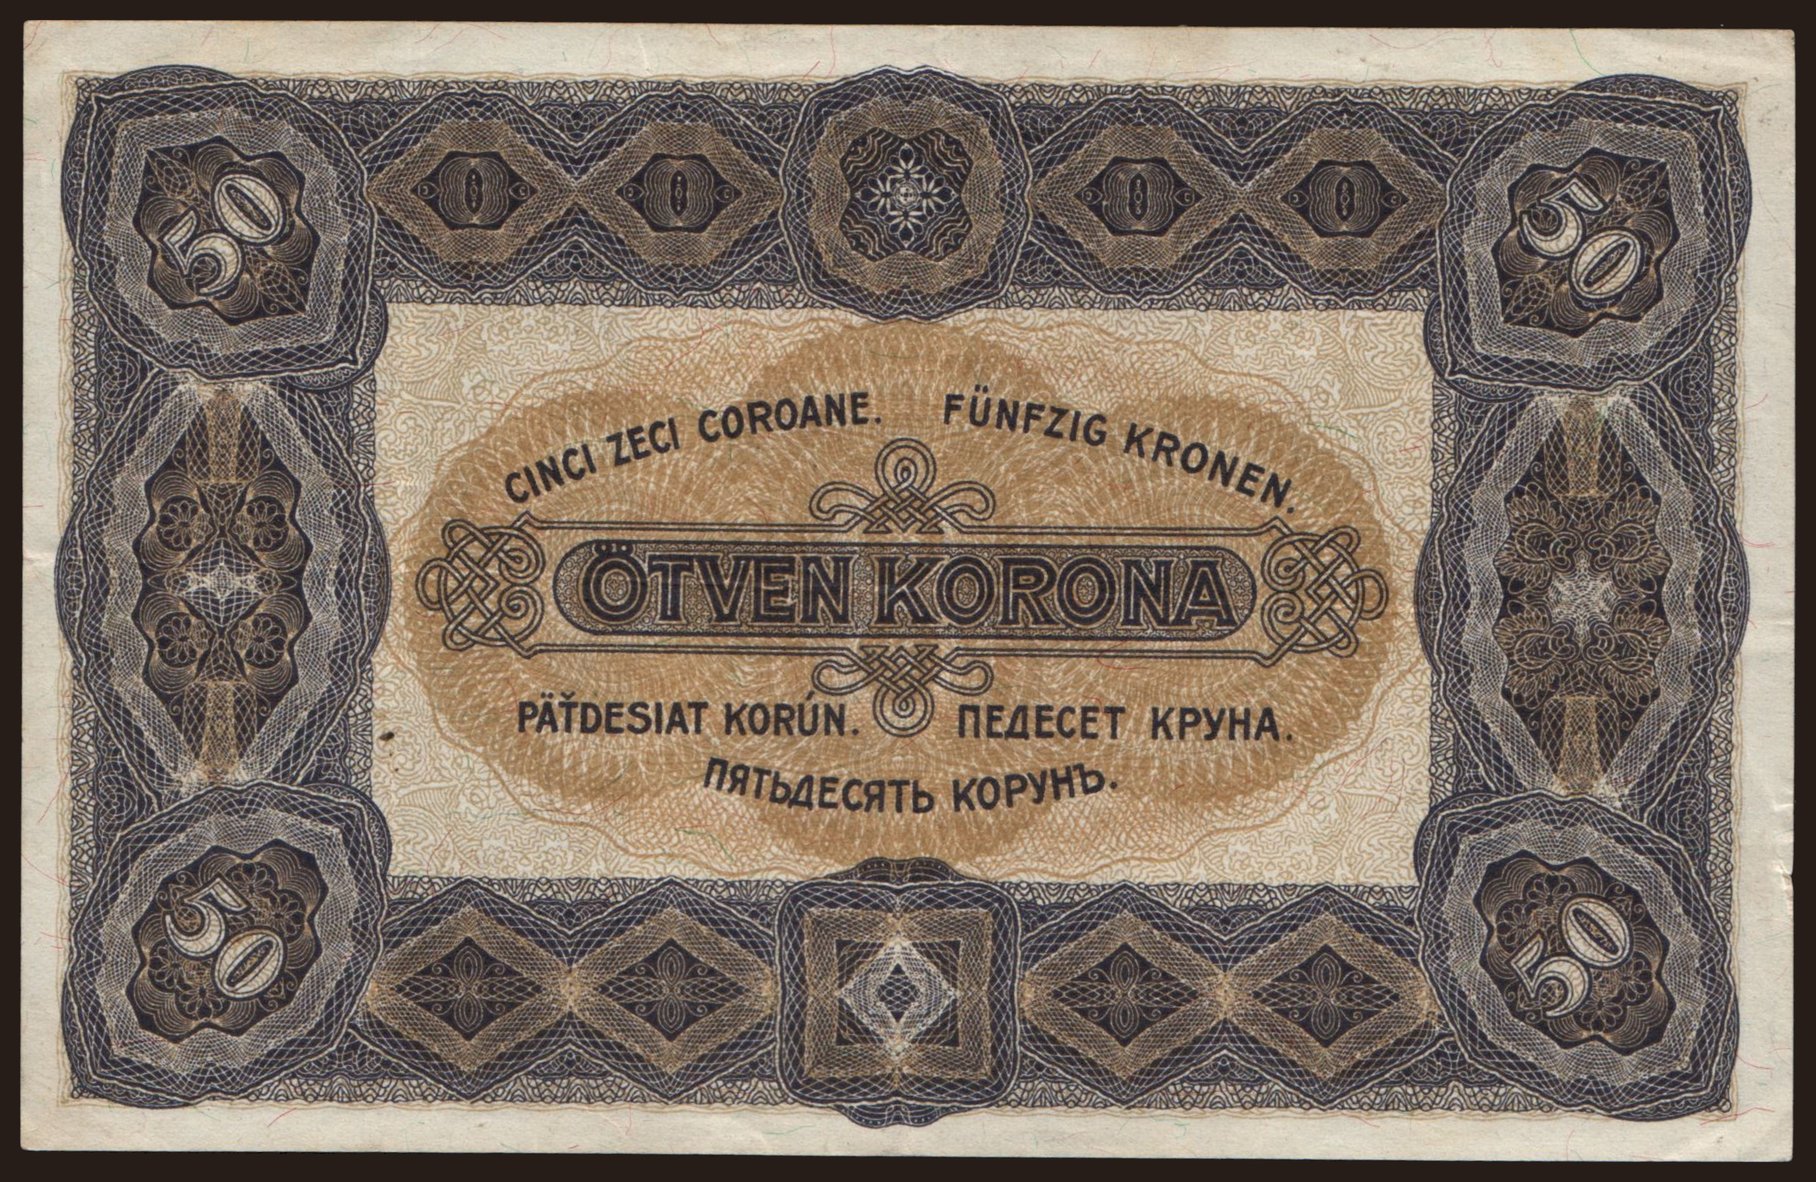 50
50
CINCI ZECI COROANE. FÜNFZIG KRONEN.
ÖTVEN KORONA
PÄŤDESIAT KORÚN. ПЕДЕСЕТ КРУНА.
ПЯТЬДЕСЯТЬ КОРУНЪ.
50
50